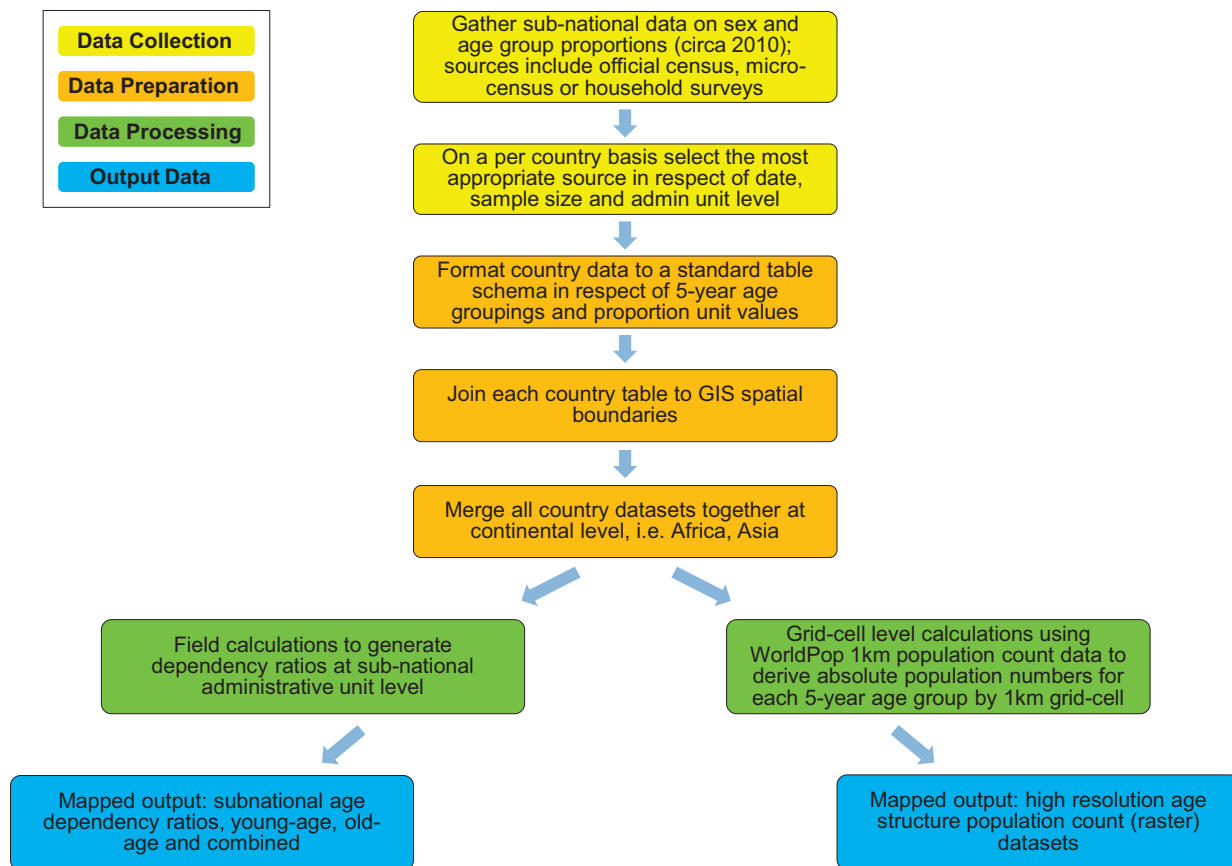 Data Collection
Data Preparation
Data Processing
Output Data
Gather sub-national data on sex and
age group proportions (circa 2010);
sources include official census, micro-
census or household surveys
On a per country basis select the most
appropriate source in respect of date,
sample size and admin unit level
Format country data to a standard table
schema in respect of 5-year age
groupings and proportion unit values
Join each country table to GIS spatial
boundaries
Merge all country datasets together at
continental level, i.e. Africa, Asia
Field calculations to generate
dependency ratios at sub-national
administrative unit level
Grid-cell level calculations using
WorldPop 1km population count data to
derive absolute population numbers for
each 5-year age group by 1km grid-cell
Mapped output: subnational age
dependency ratios, young-age, old-
age and combined
Mapped output: high resolution age
structure population count (raster)
datasets